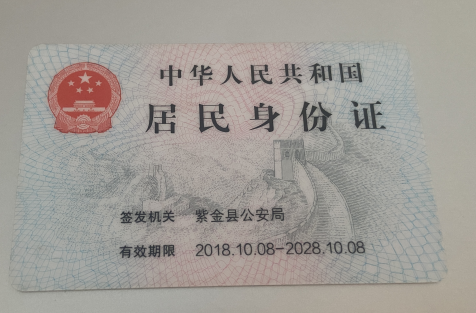 中华人民共和国
居民身份证
签发机关 紫金县公安局
有效期限 2018.10.08-2028.10.08